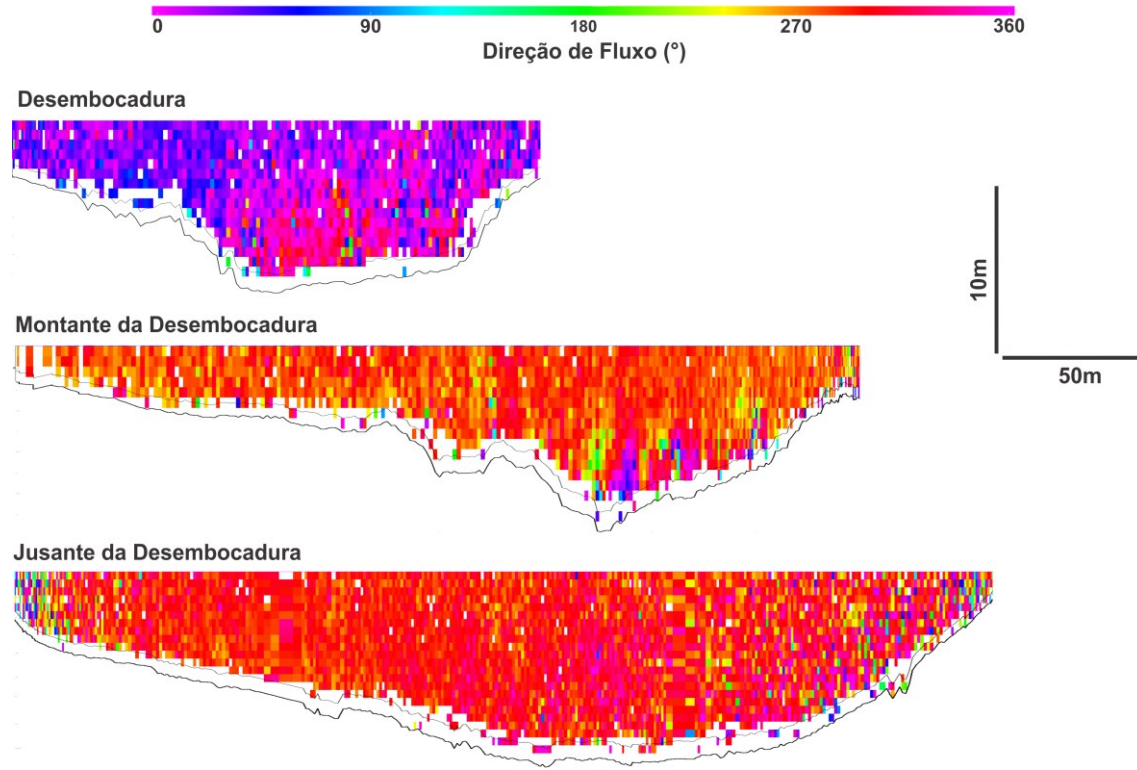 0 90 180 270 360
Direção de Fluxo (°)
Desembocadura
10m
50m
Montante da Desembocadura
Jusante da Desembocadura